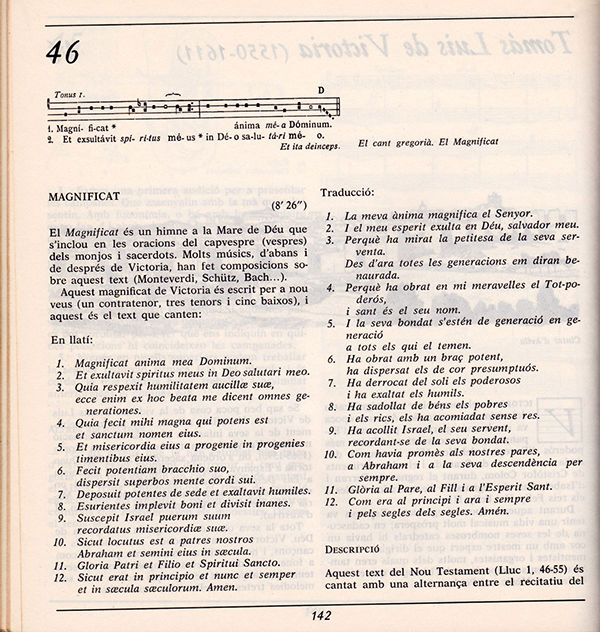 46
Tonus 1.
D
1. Magní- fi-cat * ánima mé-a Dóminum.
2. Et exsultávit spi- ri-tus mé-us * in Dé-o sa-lu- tá-ri mé- o.
Et ita deinceps.
El cant gregorià. El Magnificat
MAGNIFICAT
(8' 26")
El Magnificat és un himne a la Mare de Déu que
s'inclou en les oracions del capvespre (vespres)
dels monjos i sacerdots. Molts músics, d'abans i
de després de Victoria, han fet composicions so-
bre aquest text (Monteverdi, Schütz, Bach...).
Aquest magnificat de Victoria és escrit per a nou
veus (un contratenor, tres tenors i cinc baixos), i
aquest és el text que canten:
En llatí:
1. Magnificat anima mea Dominum.
2. Et exultavit spiritus meus in Deo salutari meo.
3. Quia respexit humilitatem aucillæ suæ,
ecce enim ex hoc beata me dicent omnes ge-
nerationes.
4. Quia fecit mihi magna qui potens est
et sanctum nomen eius.
5. Et misericordia eius a progenie in progenies
timentibus eius.
6. Fecit potentiam bracchio suo,
dispersit superbos mente cordi sui.
7. Deposuit potentes de sede et exaltavit humiles.
8. Esurientes implevi boni et divisit inanes.
9. Suscepit Israel puerum suum
recordatus misericordiæ suæ.
10. Sicut locutus est a patres nostros
Abraham et semini eius in sæcula.
11. Gloria Patri et Filio et Spiritui Sancto.
12. Sicut erat in principio et nunc et semper
et in sæcula sæculorum. Amen.
Traducció:
1. La meva ànima magnifica el Senyor.
2. I el meu esperit exulta en Déu, salvador meu.
3. Perquè ha mirat la petitesa de la seva ser-
venta.
Des d'ara totes les generacions em diran be-
naurada.
4. Perquè ha obrat en mi meravelles el Tot-po-
derós,
i sant és el seu nom.
5. I la seva bondat s'estén de generació en ge-
neració
a tots els qui el temen.
6. Ha obrat amb un braç potent,
ha dispersat els de cor presumptuós.
7. Ha derrocat del soli els poderosos
i ha exaltat els humils.
8. Ha sadollat de béns els pobres
i els rics, els ha acomiadat sense res.
9. Ha acollit Israel, el seu servent,
recordant-se de la seva bondat.
10. Com havia promès als nostres pares,
a Abraham i a la seva descendència per
sempre.
11. Glòria al Pare, al Fill i a l'Esperit Sant.
12. Com era al principi i ara i sempre
i pels segles dels segles. Amén.
DESCRIPCIÓ
Aquest text del Nou Testament (Lluc 1, 46-55) és
cantat amb una alternança entre el recitatiu del
142